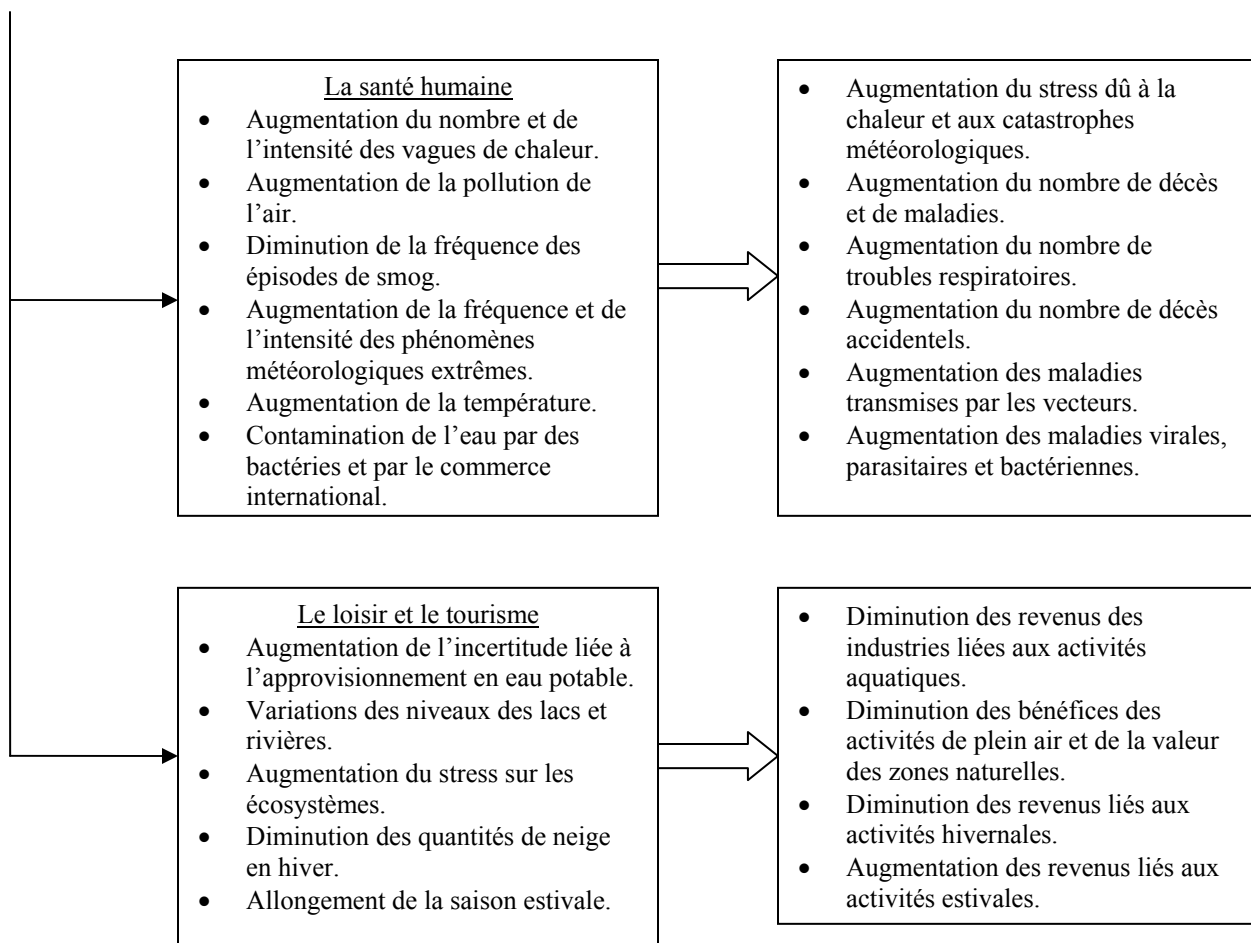 La santé humaine
• Augmentation du nombre et de
l’intensité des vagues de chaleur.
• Augmentation de la pollution de
l’air.
• Diminution de la fréquence des
épisodes de smog.
• Augmentation de la fréquence et de
l’intensité des phénomènes
météorologiques extrêmes.
• Augmentation de la température.
• Contamination de l’eau par des
bactéries et par le commerce
international.
• Augmentation du stress dû à la
chaleur et aux catastrophes
météorologiques.
• Augmentation du nombre de décès
et de maladies.
• Augmentation du nombre de
troubles respiratoires.
• Augmentation du nombre de décès
accidentels.
• Augmentation des maladies
transmises par les vecteurs.
• Augmentation des maladies virales,
parasitaires et bactériennes.
Le loisir et le tourisme
• Augmentation de l’incertitude liée à
l’approvisionnement en eau potable.
• Variations des niveaux des lacs et
rivières.
• Augmentation du stress sur les
écosystèmes.
• Diminution des quantités de neige
en hiver.
• Allongement de la saison estivale.
• Diminution des revenus des
industries liées aux activités
aquatiques.
• Diminution des bénéfices des
activités de plein air et de la valeur
des zones naturelles.
• Diminution des revenus liés aux
activités hivernales.
• Augmentation des revenus liés aux
activités estivales.